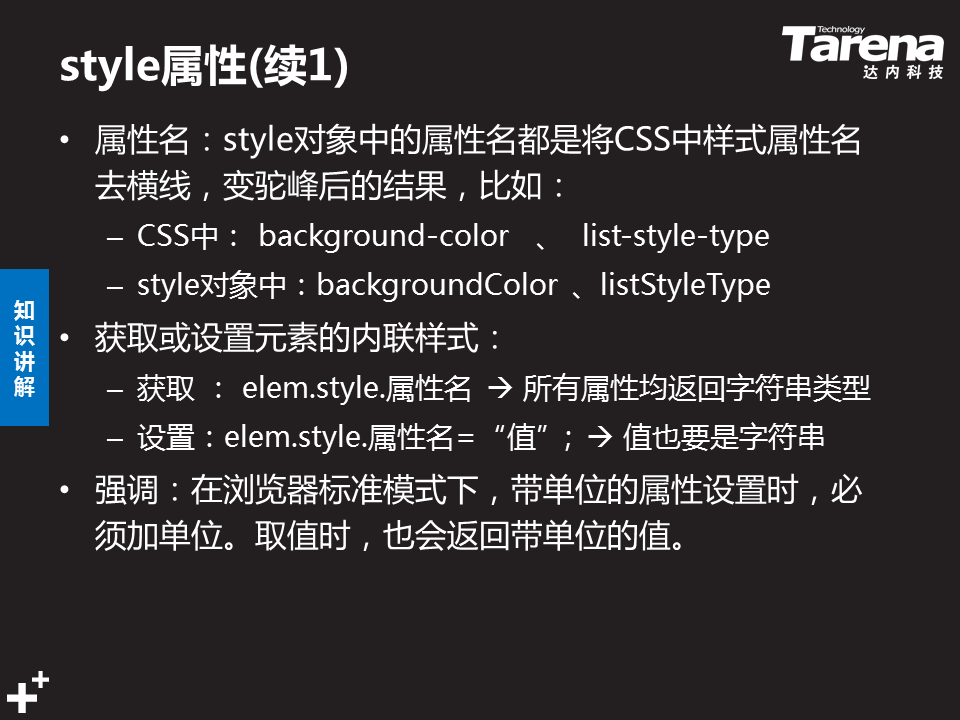 style属性(续1)
Technology
Tarena
达内科技
• 属性名：style对象中的属性名都是将CSS中样式属性名
去横线，变驼峰后的结果，比如：
– CSS中： background-color 、 list-style-type
– style对象中：backgroundColor 、listStyleType
知识讲解
• 获取或设置元素的内联样式：
– 获取 ： elem.style.属性名 → 所有属性均返回字符串类型
– 设置：elem.style.属性名=“值”; → 值也要是字符串
• 强调：在浏览器标准模式下，带单位的属性设置时，必
须加单位。取值时，也会返回带单位的值。